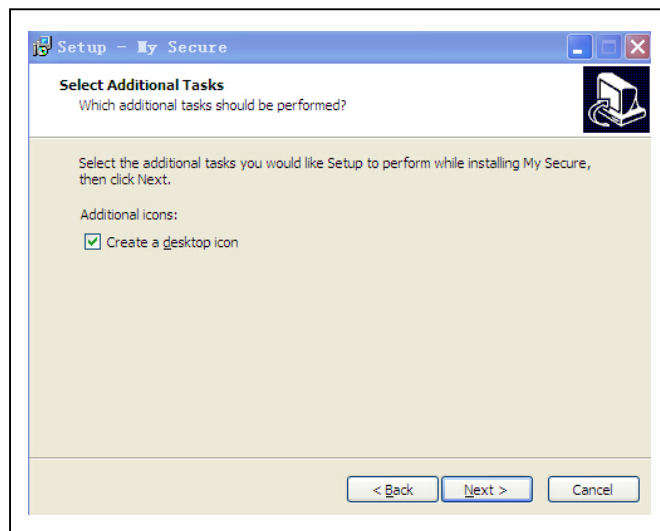 Setup - My Secure
Select Additional Tasks
Which additional tasks should be performed?
Select the additional tasks you would like Setup to perform while installing My Secure,
then click Next.
Additional icons:
Create a desktop icon
< Back Next > Cancel